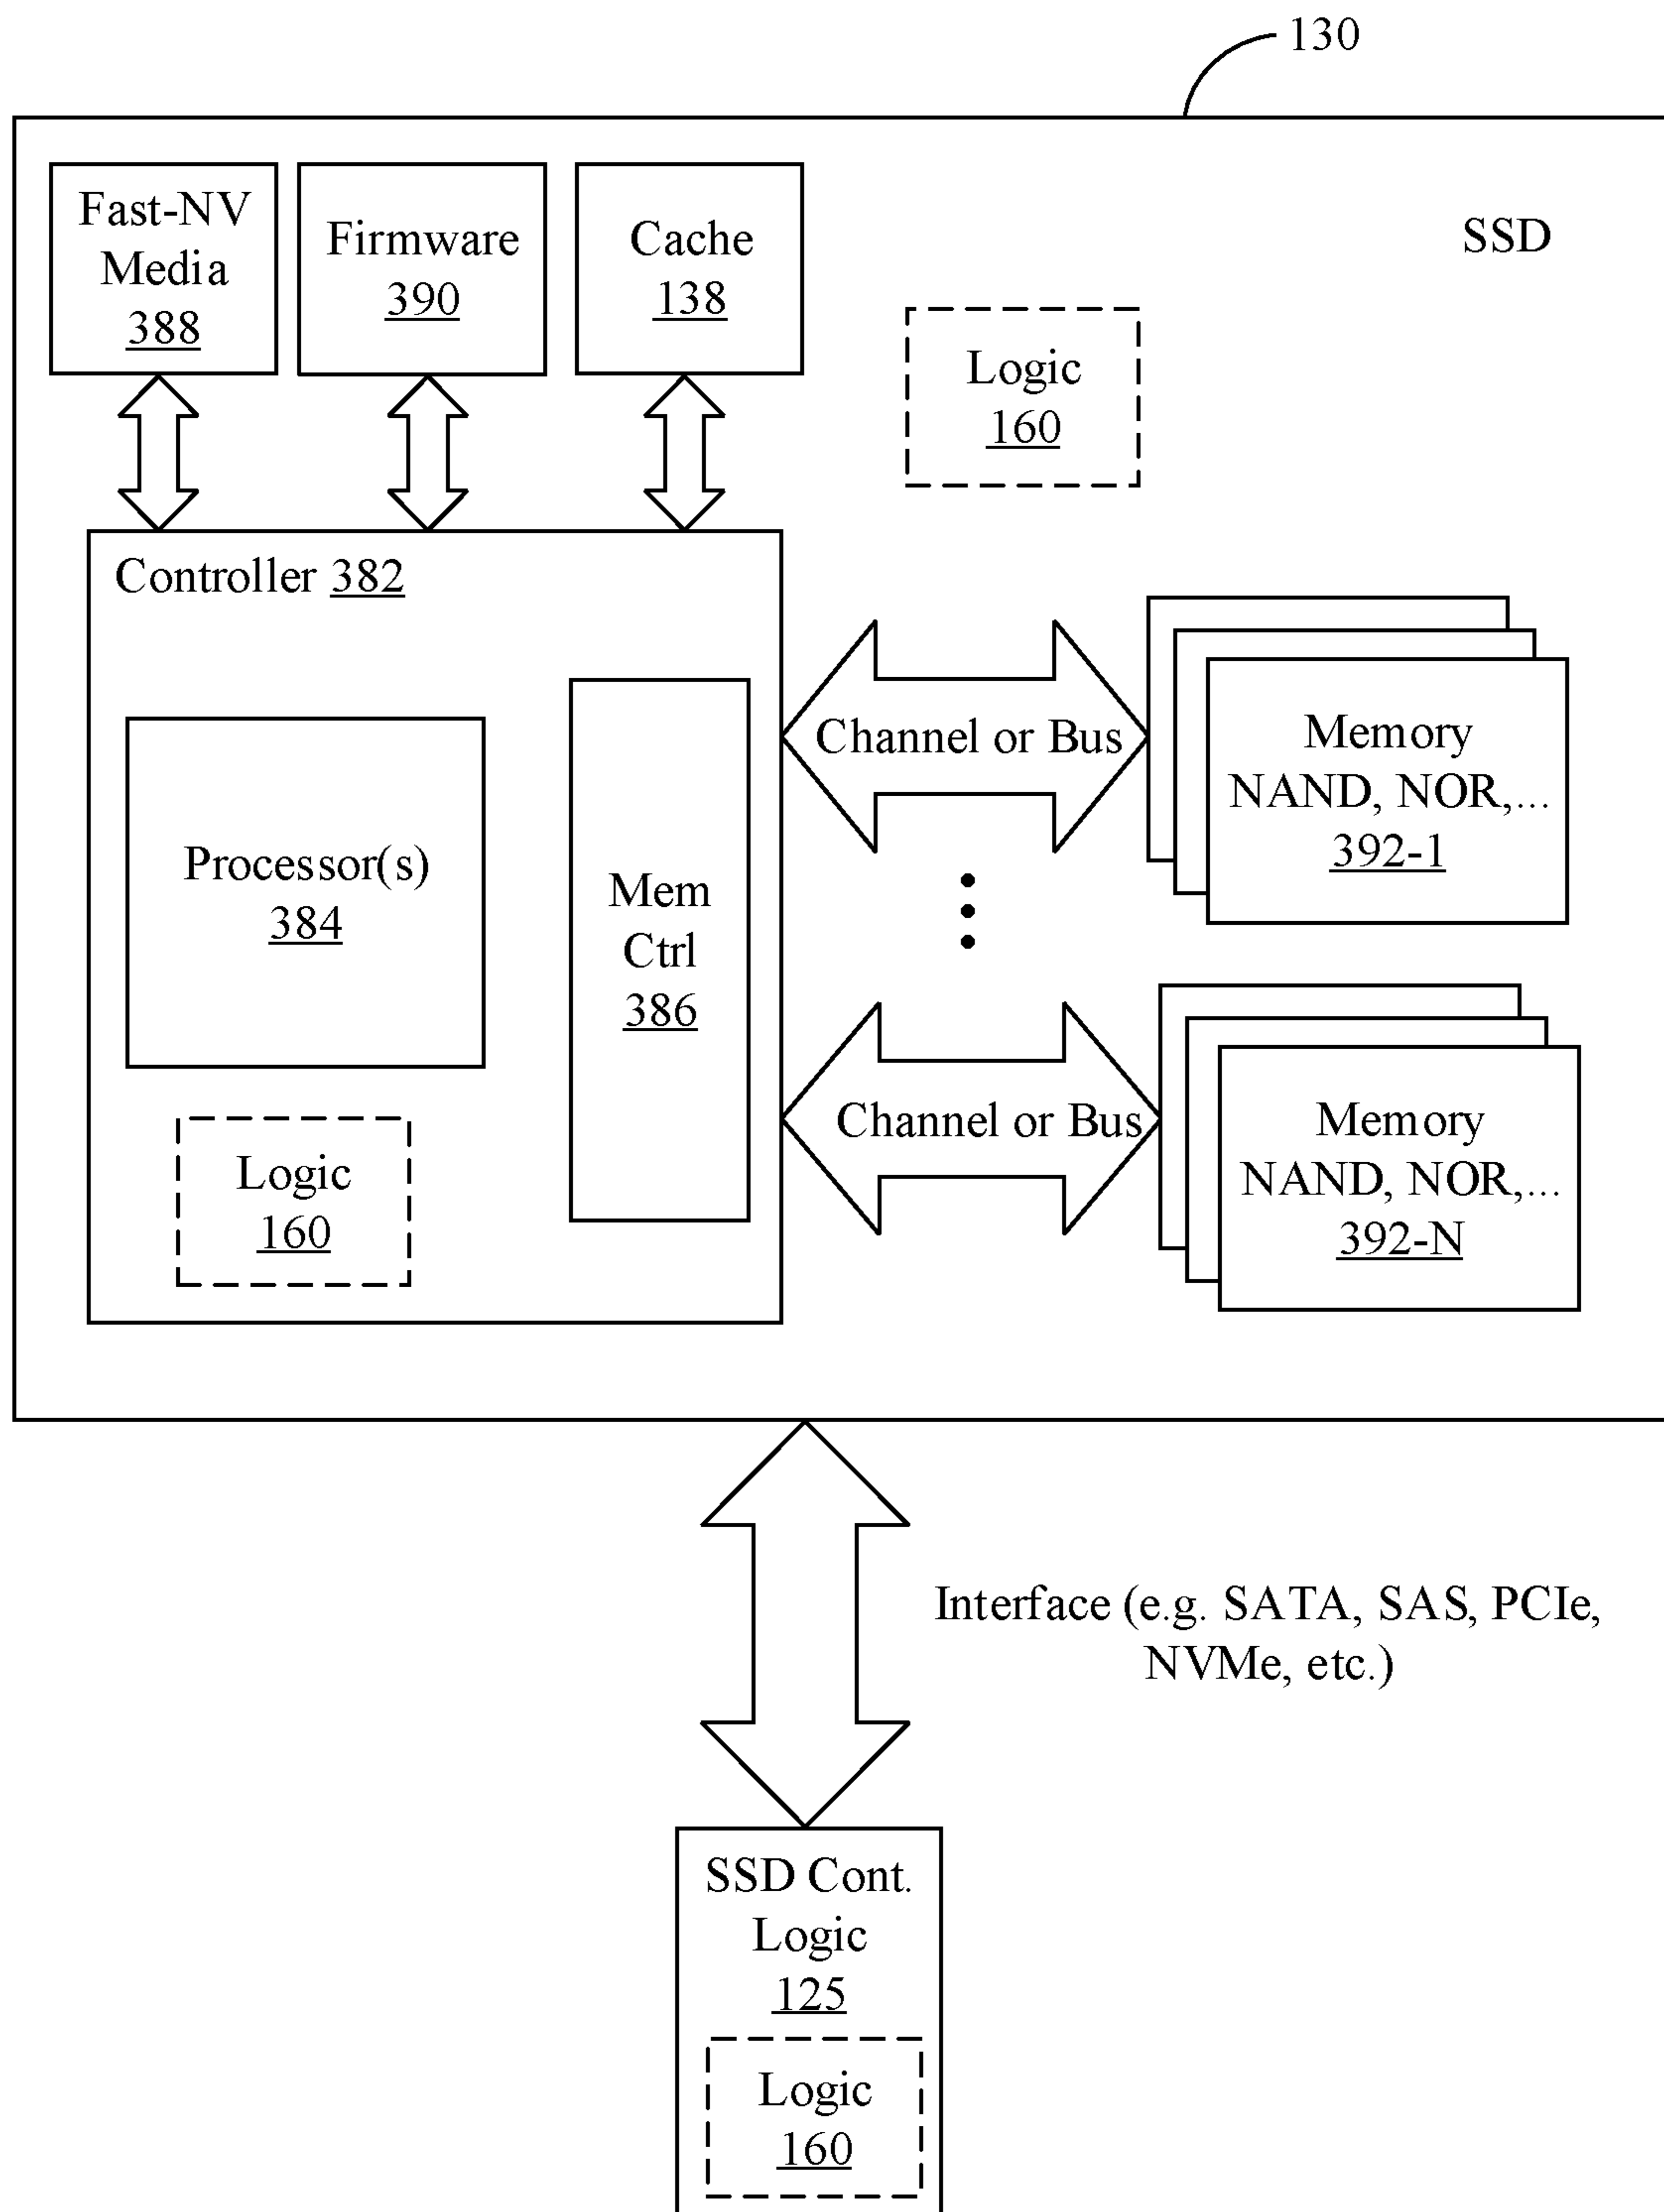 130
Fast-NV
Media
388
Firmware
390
Cache
138
SSD
Logic
160
Controller 382
Processor(s)
384
Mem
Ctrl
386
Logic
160
Channel or Bus
Memory
NAND, NOR,...
392-1
Channel or Bus
Memory
NAND, NOR,...
392-N
Interface (e.g. SATA, SAS, PCIe,
NVMe, etc.)
SSD Cont.
Logic
125
Logic
160